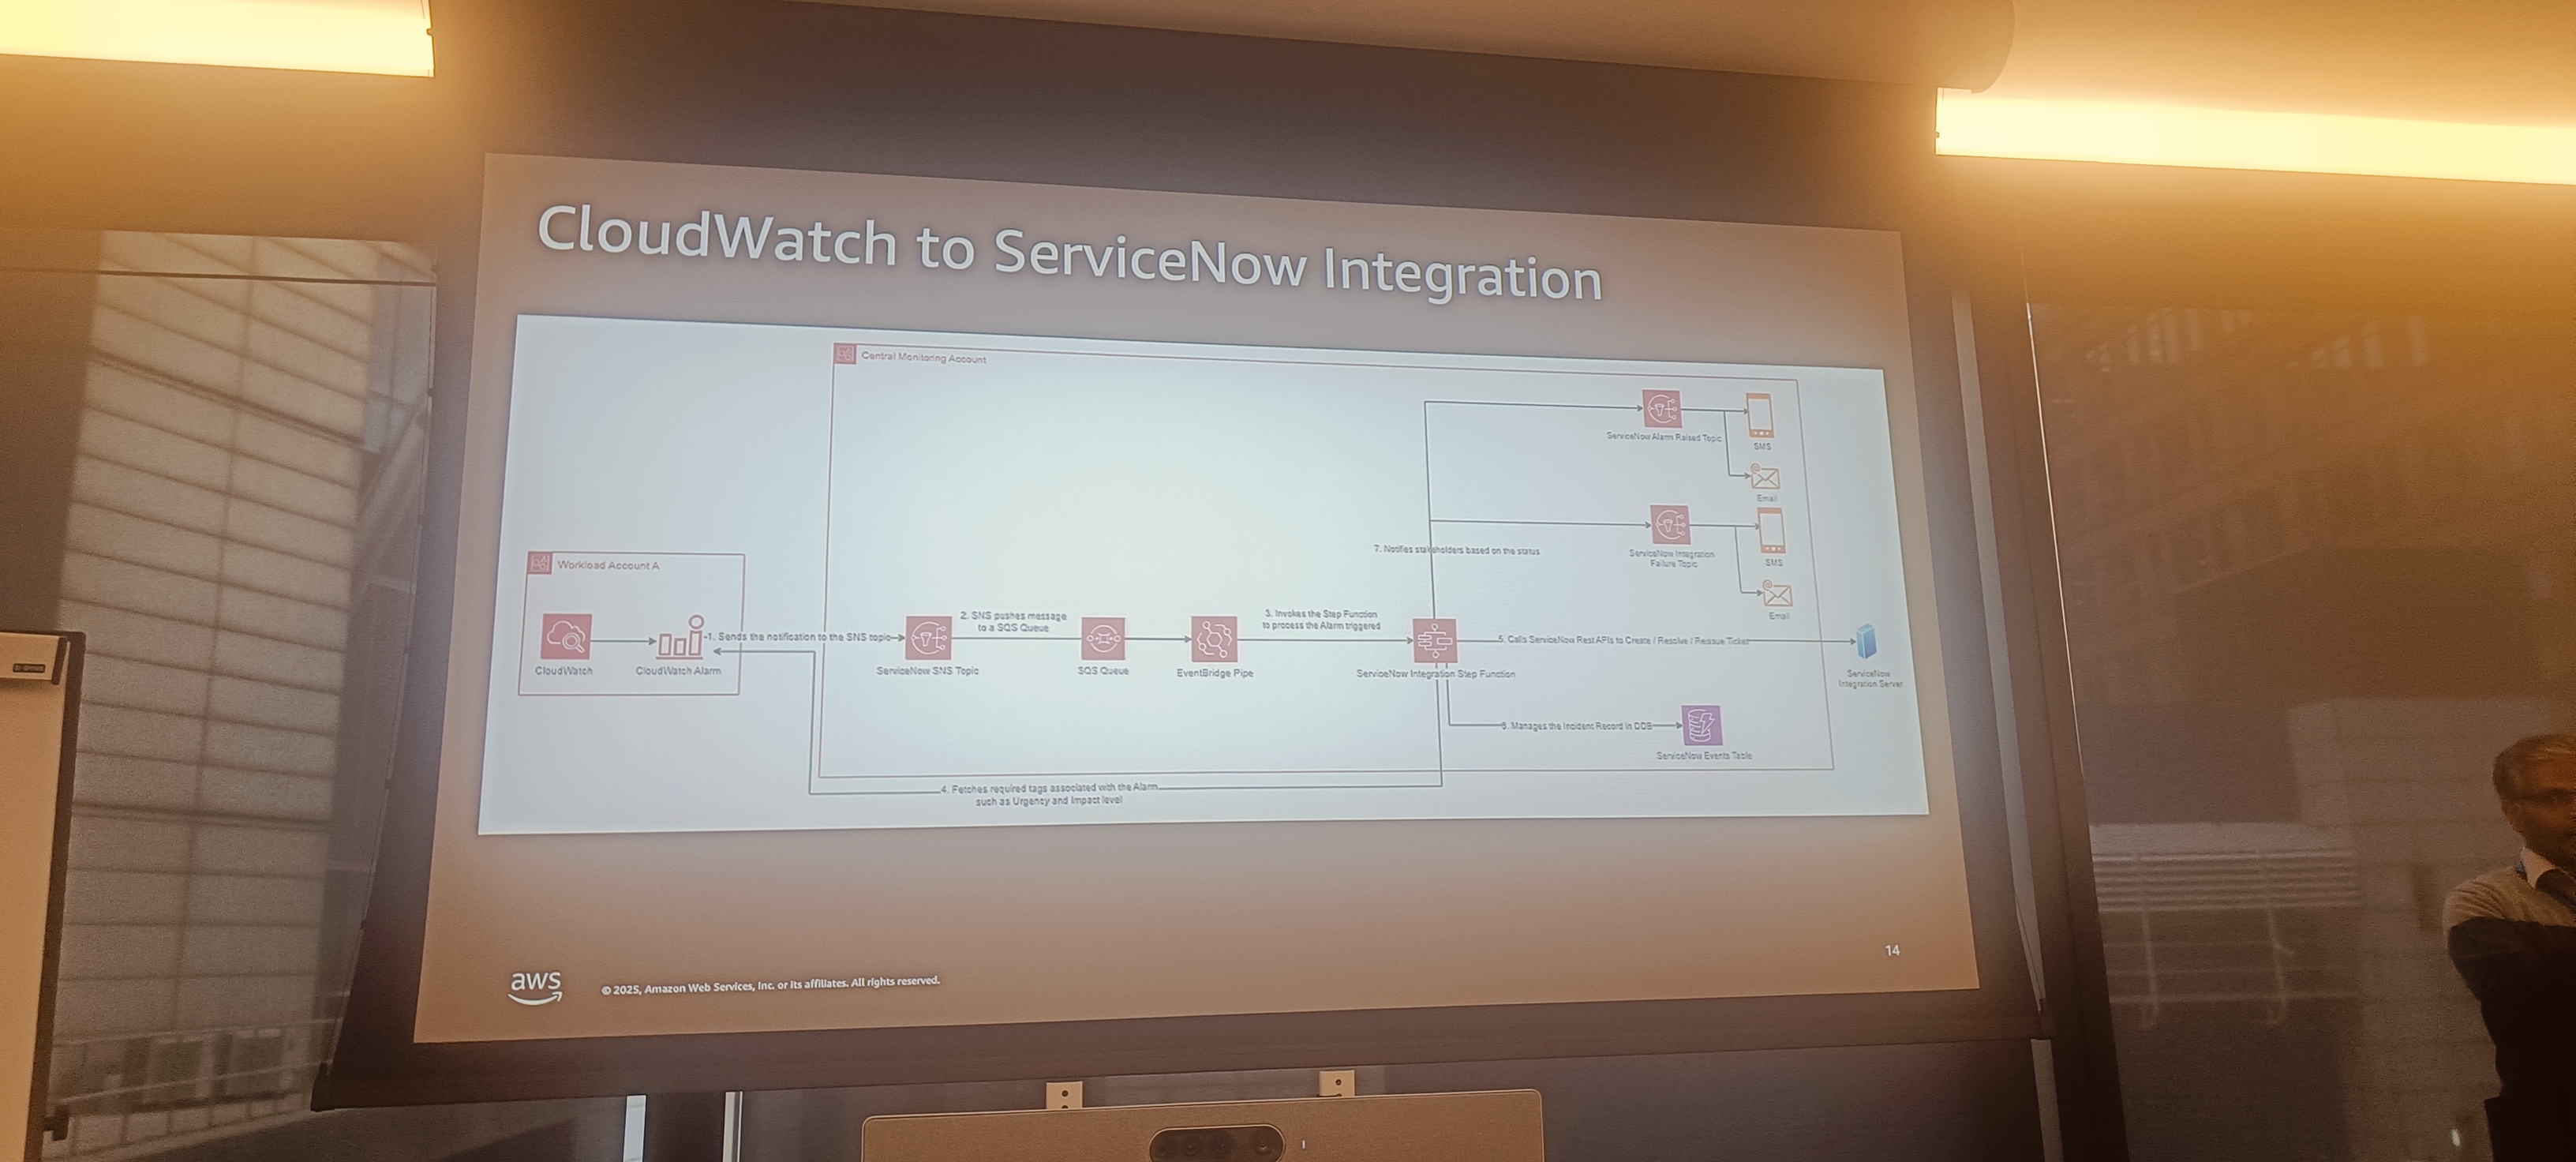 CloudWatch to ServiceNow Integration
Central Monitoring Account
ServiceNow Alarm Raised Topic
SMS
Email
7. Notifies stakeholders based on the status
ServiceNow Integration
Failure Topic
SMS
Email
Workload Account A
CloudWatch
CloudWatch Alarm
1. Sends the notification to the SNS topic
ServiceNow SNS Topic
2. SNS pushes message
to a SQS Queue
SQS Queue
EventBridge Pipe
3. Invokes the Step Function
to process the Alarm triggered
ServiceNow Integration Step Function
5. Calls ServiceNow Rest APIs to Create / Resolve / Reissue Ticket
ServiceNow
Integration Server
Manages the Incident Record in DDB
ServiceNow Events Table
4. Fetches required tags associated with the Alarm
such as Urgency and Impact level
14
aws
© 2025, Amazon Web Services, Inc. or its affiliates. All rights reserved.